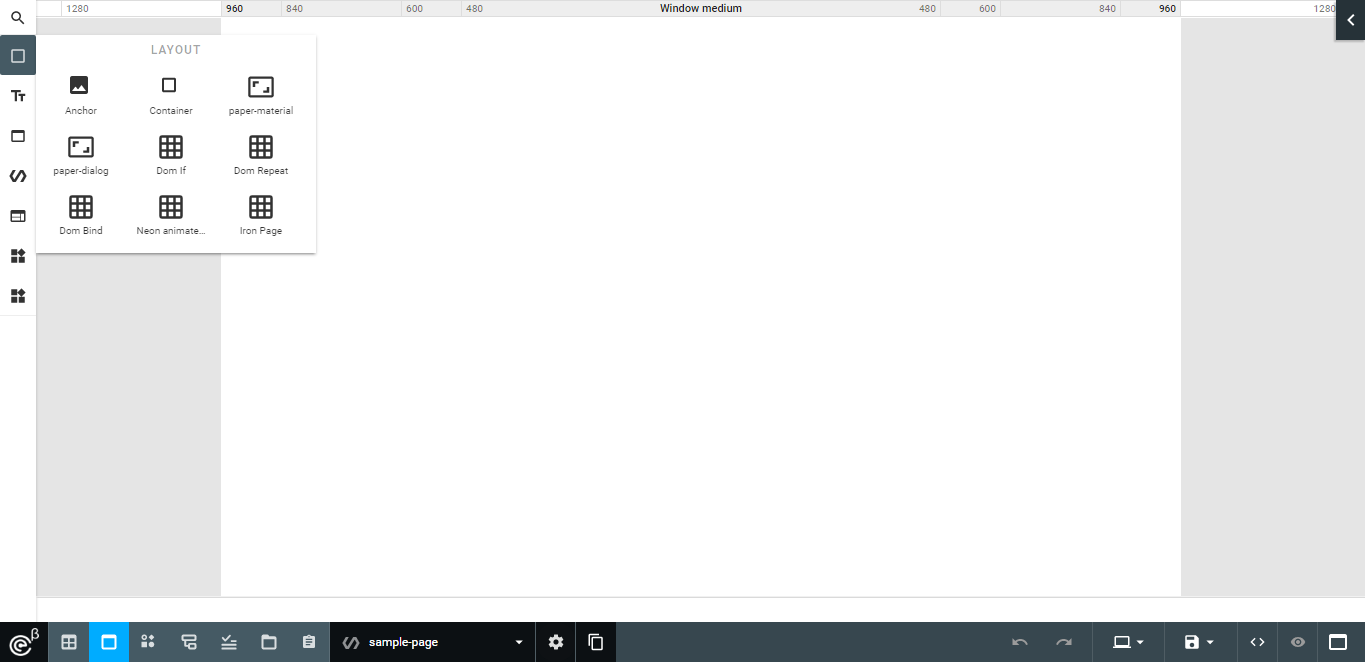 1280 960 840 600 480 Window medium 480 600 840 960 1280
LAYOUT
Anchor Container paper-material
paper-dialog Dom If Dom Repeat
Dom Bind Neon animate... Iron Page
β sample-page